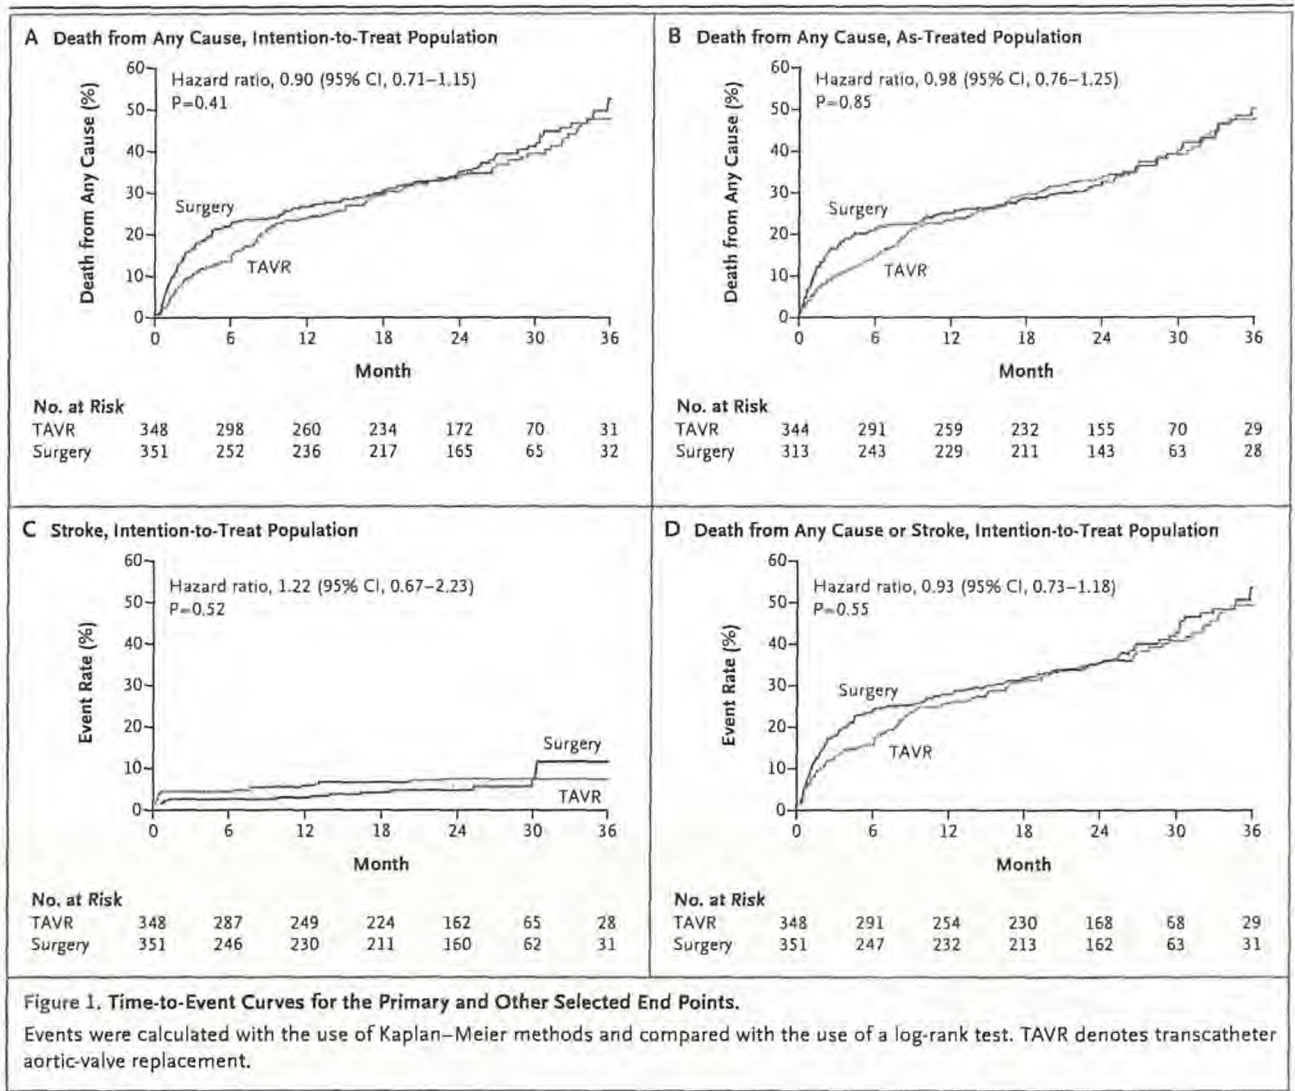 A Death from Any Cause, Intention-to-Treat Population
Hazard ratio, 0.90 (95% CI, 0.71–1.15)
P=0.41
Death from Any Cause (%)
60
50
40
30
20
10
0
Surgery
TAVR
0 6 12 18 24 30 36
Month
No. at Risk
TAVR 348 298 260 234 172 70 31
Surgery 351 252 236 217 165 65 32
B Death from Any Cause, As-Treated Population
Hazard ratio, 0.98 (95% CI, 0.76–1.25)
P=0.85
Death from Any Cause (%)
60
50
40
30
20
10
0
Surgery
TAVR
0 6 12 18 24 30 36
Month
No. at Risk
TAVR 344 291 259 232 155 70 29
Surgery 313 243 229 211 143 63 28
C Stroke, Intention-to-Treat Population
Hazard ratio, 1.22 (95% CI, 0.67–2.23)
P=0.52
Event Rate (%)
60
50
40
30
20
10
0
Surgery
TAVR
0 6 12 18 24 30 36
Month
No. at Risk
TAVR 348 287 249 224 162 65 28
Surgery 351 246 230 211 160 62 31
D Death from Any Cause or Stroke, Intention-to-Treat Population
Hazard ratio, 0.93 (95% CI, 0.73–1.18)
P=0.55
Event Rate (%)
60
50
40
30
20
10
0
Surgery
TAVR
0 6 12 18 24 30 36
Month
No. at Risk
TAVR 348 291 254 230 168 68 29
Surgery 351 247 232 213 162 63 31
Figure 1. Time-to-Event Curves for the Primary and Other Selected End Points.
Events were calculated with the use of Kaplan–Meier methods and compared with the use of a log-rank test. TAVR denotes transcatheter
aortic-valve replacement.